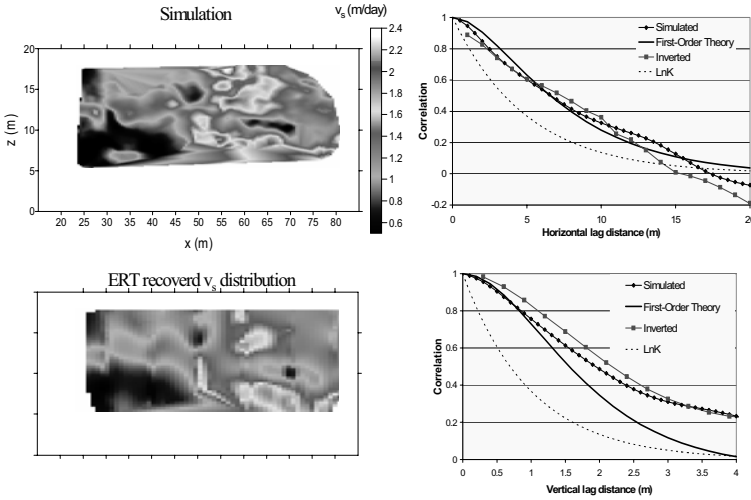 Simulation
v_s (m/day)
2.4
2.2
2
1.8
1.6
1.4
1.2
1
0.8
0.6
20
15
10
5
0
z (m)
20 25 30 35 40 45 50 55 60 65 70 75 80
x (m)
1
0.8
0.6
0.4
0.2
0
-0.2
Correlation
Simulated
First-Order Theory
Inverted
LnK
0 5 10 15 20
Horizontal lag distance (m)
ERT recoverd v_s distribution
1
0.8
0.6
0.4
0.2
0
Correlation
Simulated
First-Order Theory
Inverted
LnK
0 0.5 1 1.5 2 2.5 3 3.5 4
Vertical lag distance (m)